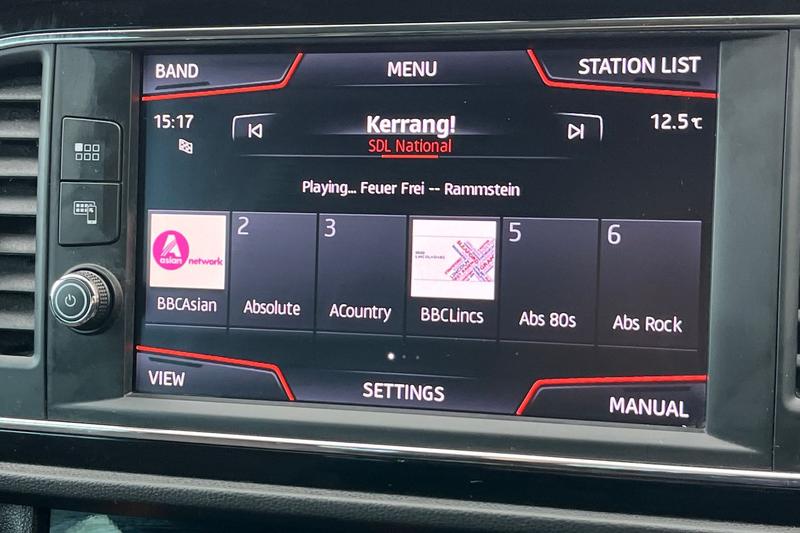 BAND
MENU
STATION LIST
15:17
Kerrang!
12.5℃
SDL National
Playing... Feuer Frei -- Rammstein
asian network
BBCAsian
2
Absolute
3
ACountry
BBCLincs
5
Abs 80s
6
Abs Rock
VIEW
SETTINGS
MANUAL